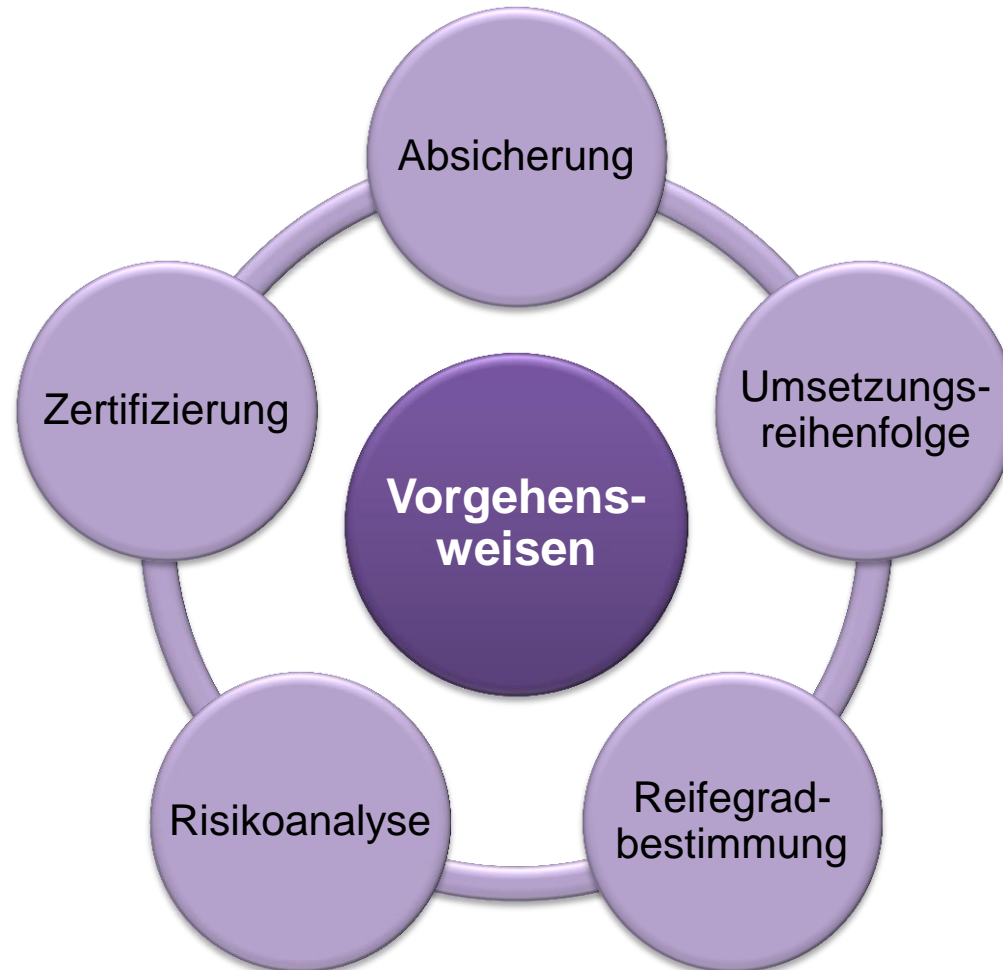 Absicherung
Umsetzungs-
reihenfolge
Zertifizierung
Vorgehens-
weisen
Reifegrad-
bestimmung
Risikoanalyse